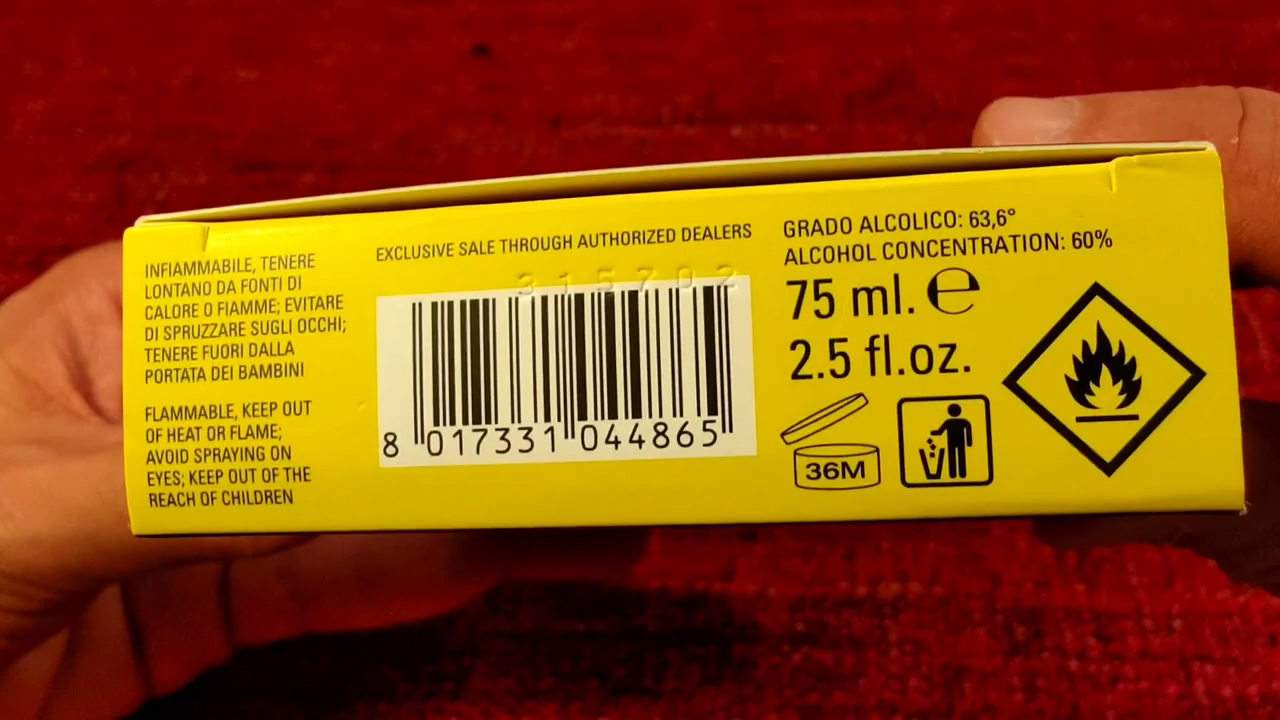 INFIAMMABILE, TENERE
LONTANO DA FONTI DI
CALORE O FIAMME; EVITARE
DI SPRUZZARE SUGLI OCCHI;
TENERE FUORI DALLA
PORTATA DEI BAMBINI
FLAMMABLE, KEEP OUT
OF HEAT OR FLAME;
AVOID SPRAYING ON
EYES; KEEP OUT OF THE
REACH OF CHILDREN
EXCLUSIVE SALE THROUGH AUTHORIZED DEALERS
315702
8 017331 044865
GRADO ALCOLICO: 63,6°
ALCOHOL CONCENTRATION: 60%
75 ml. ℮
2.5 fl.oz.
36M